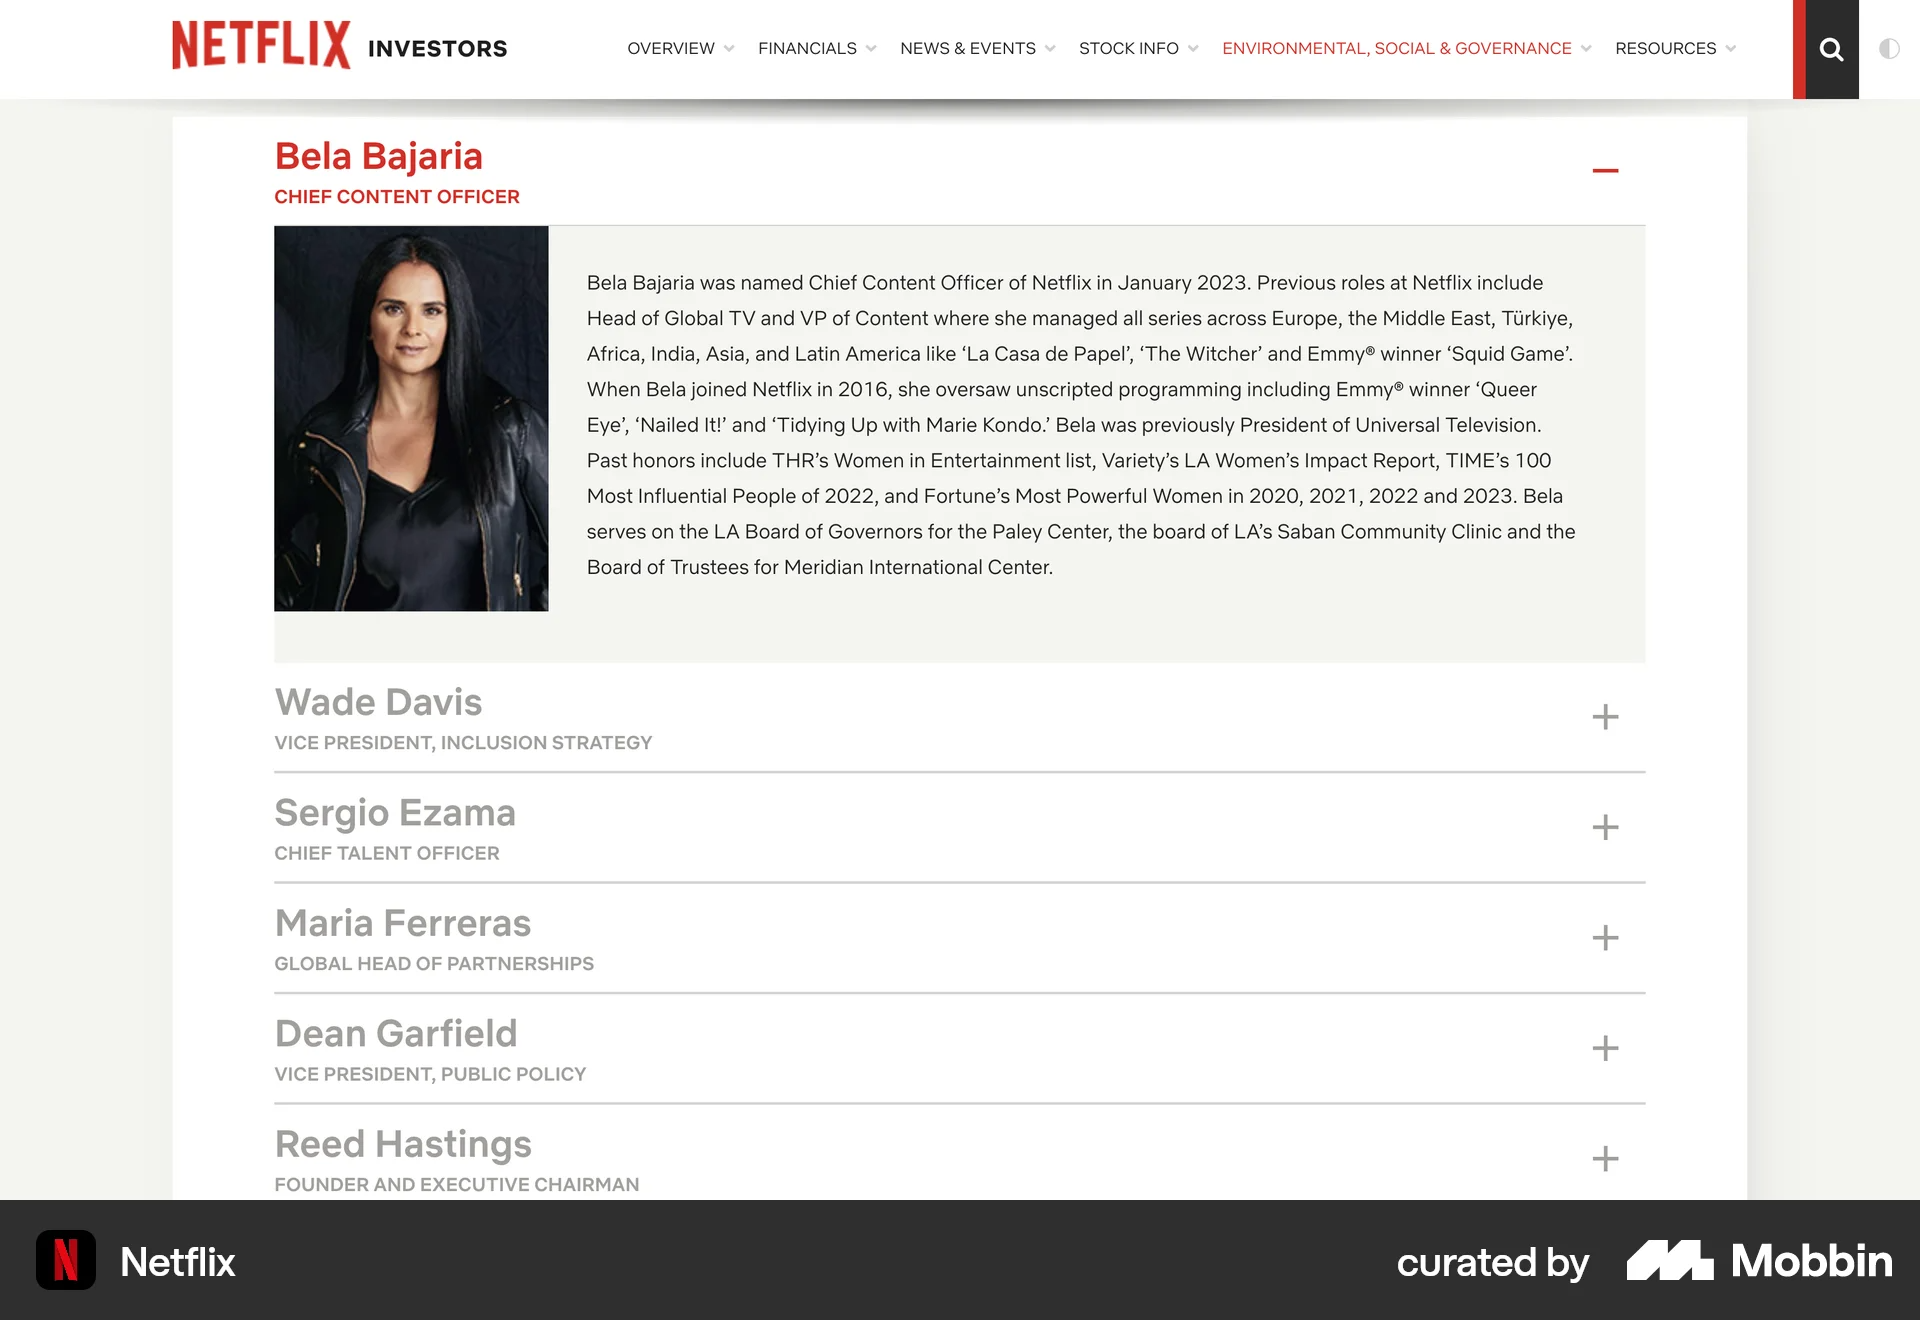 NETFLIX INVESTORS
OVERVIEW FINANCIALS NEWS & EVENTS STOCK INFO ENVIRONMENTAL, SOCIAL & GOVERNANCE RESOURCES
Bela Bajaria
CHIEF CONTENT OFFICER
Bela Bajaria was named Chief Content Officer of Netflix in January 2023. Previous roles at Netflix include
Head of Global TV and VP of Content where she managed all series across Europe, the Middle East, Türkiye,
Africa, India, Asia, and Latin America like ‘La Casa de Papel’, ‘The Witcher’ and Emmy® winner ‘Squid Game’.
When Bela joined Netflix in 2016, she oversaw unscripted programming including Emmy® winner ‘Queer
Eye’, ‘Nailed It!’ and ‘Tidying Up with Marie Kondo.’ Bela was previously President of Universal Television.
Past honors include THR’s Women in Entertainment list, Variety’s LA Women’s Impact Report, TIME’s 100
Most Influential People of 2022, and Fortune’s Most Powerful Women in 2020, 2021, 2022 and 2023. Bela
serves on the LA Board of Governors for the Paley Center, the board of LA’s Saban Community Clinic and the
Board of Trustees for Meridian International Center.
Wade Davis
VICE PRESIDENT, INCLUSION STRATEGY
Sergio Ezama
CHIEF TALENT OFFICER
Maria Ferreras
GLOBAL HEAD OF PARTNERSHIPS
Dean Garfield
VICE PRESIDENT, PUBLIC POLICY
Reed Hastings
FOUNDER AND EXECUTIVE CHAIRMAN
N Netflix
curated by Mobbin